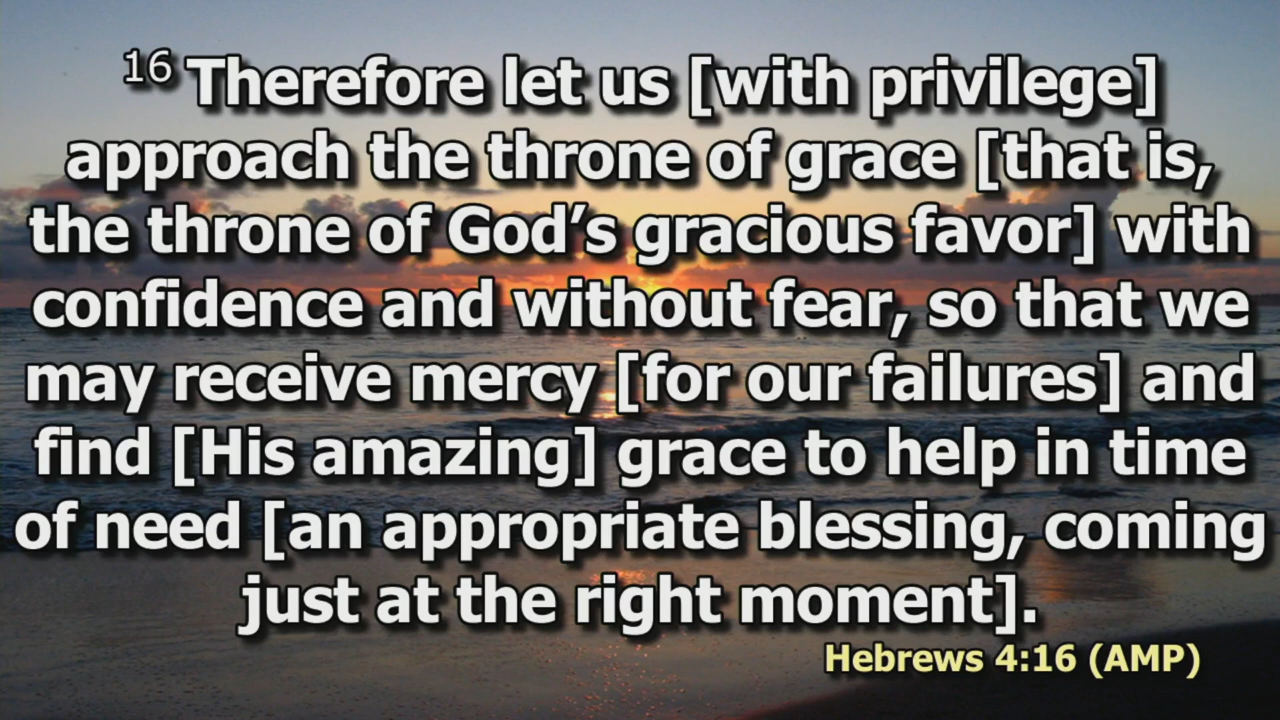 16 Therefore let us [with privilege]
approach the throne of grace [that is,
the throne of God’s gracious favor] with
confidence and without fear, so that we
may receive mercy [for our failures] and
find [His amazing] grace to help in time
of need [an appropriate blessing, coming
just at the right moment].
Hebrews 4:16 (AMP)